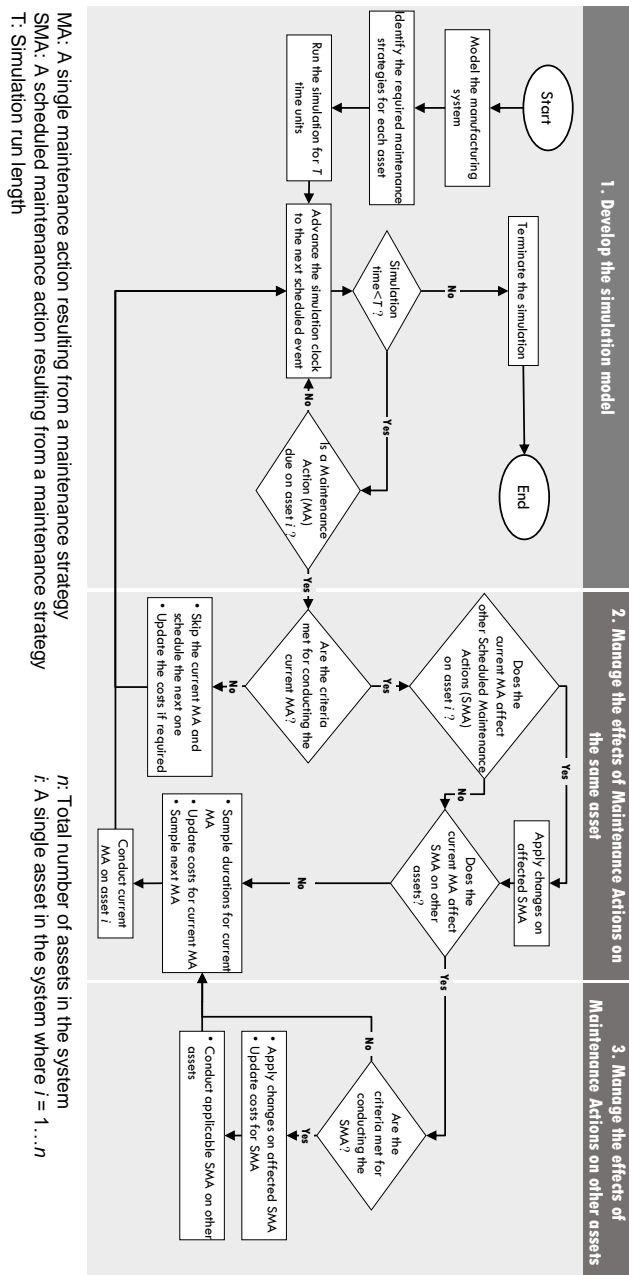 1. Develop the simulation model
Start
Model the manufacturing
system
Identify the required maintenance
strategies for each asset
Run the simulation for T
time units
Terminate the simulation
End
No
Simulation
time<T ?
Yes
Advance the simulation clock
to the next scheduled event
No
Is a Maintenance
Action (MA)
due on asset i ?
Yes
2. Manage the effects of Maintenance Actions on
the same asset
Does the
current MA affect
other Scheduled Maintenance
Actions (SMA)
on asset i ?
Yes
Yes
Are the criteria
met for conducting the
current MA?
No
• Skip the current MA and
schedule the next one
• Update the costs if required
Apply changes on
affected SMA
No
Does the
current MA affect
SMA on other
assets?
Yes
No
• Sample durations for current
MA
• Update costs for current MA
• Sample next MA
Conduct current
MA on asset i
3. Manage the effects of
Maintenance Actions on other assets
Are the
criteria met for
conducting the
SMA?
No
Yes
• Apply changes on affected SMA
• Update costs for SMA
• Conduct applicable SMA on other
assets
MA: A single maintenance action resulting from a maintenance strategy
SMA: A scheduled maintenance action resulting from a maintenance strategy
T: Simulation run length
n: Total number of assets in the system
i: A single asset in the system where i = 1…n